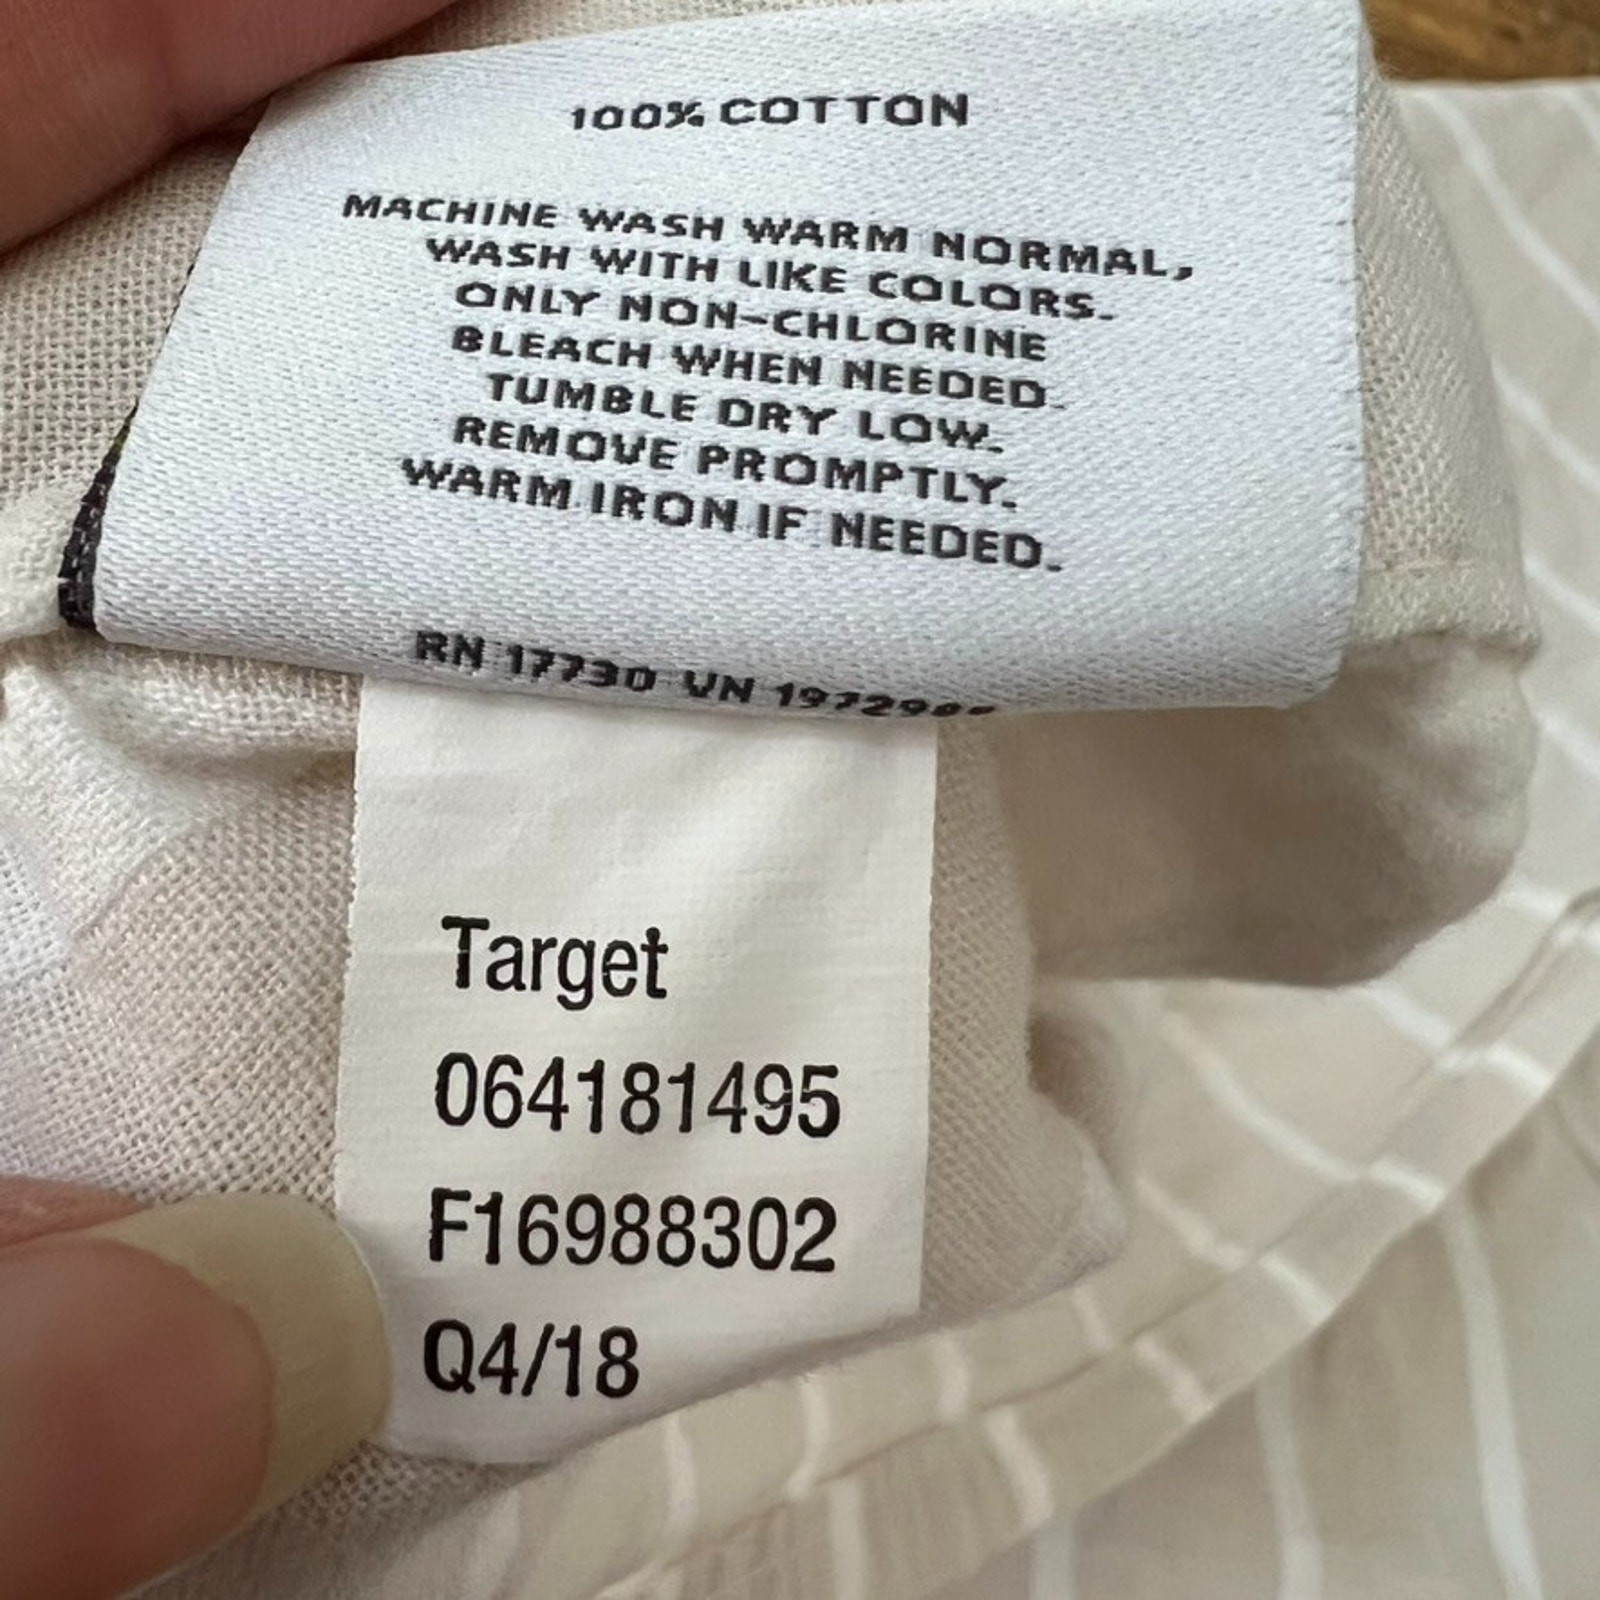 100% COTTON
MACHINE WASH WARM NORMAL,
WASH WITH LIKE COLORS.
ONLY NON-CHLORINE
BLEACH WHEN NEEDED.
TUMBLE DRY LOW.
REMOVE PROMPTLY.
WARM IRON IF NEEDED.
RN 17730 VN
Target
064181495
F16988302
Q4/18